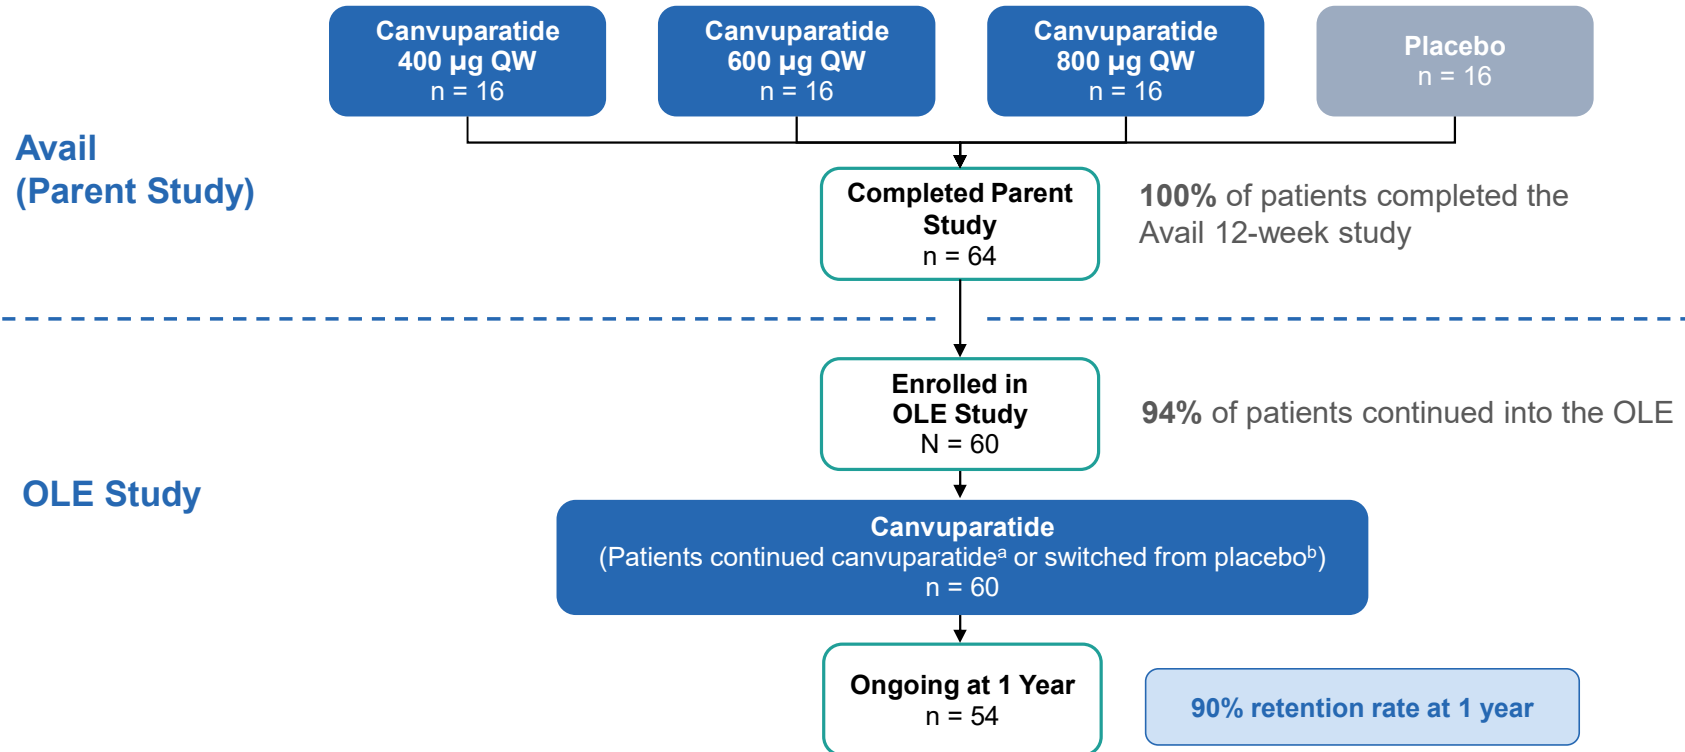 Canvuparatide
400 µg QW
n = 16
Canvuparatide
600 µg QW
n = 16
Canvuparatide
800 µg QW
n = 16
Placebo
n = 16
Avail
(Parent Study)
Completed Parent
Study
n = 64
100% of patients completed the
Avail 12-week study
Enrolled in
OLE Study
N = 60
94% of patients continued into the OLE
OLE Study
Canvuparatide
(Patients continued canvuparatideᵃ or switched from placeboᵇ)
n = 60
Ongoing at 1 Year
n = 54
90% retention rate at 1 year